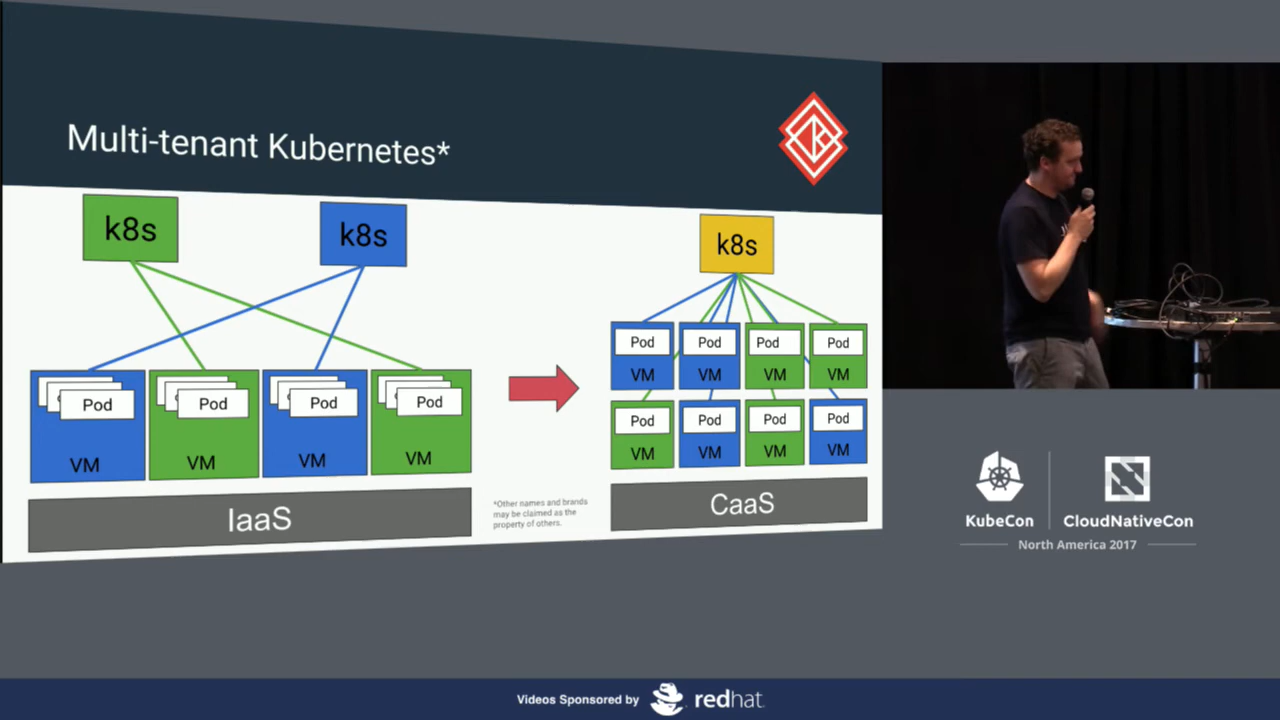 Multi-tenant Kubernetes*
k8s
k8s
k8s
Pod
VM
Pod
VM
Pod
VM
Pod
VM
IaaS
Pod
VM
Pod
VM
Pod
VM
Pod
VM
Pod
VM
Pod
VM
Pod
VM
Pod
VM
CaaS
*Other names and brands
may be claimed as the
property of others.
KubeCon
CloudNativeCon
North America 2017
Videos Sponsored by
redhat